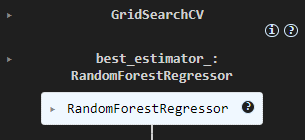 GridSearchCV
i ?
best_estimator_:
RandomForestRegressor
RandomForestRegressor ?